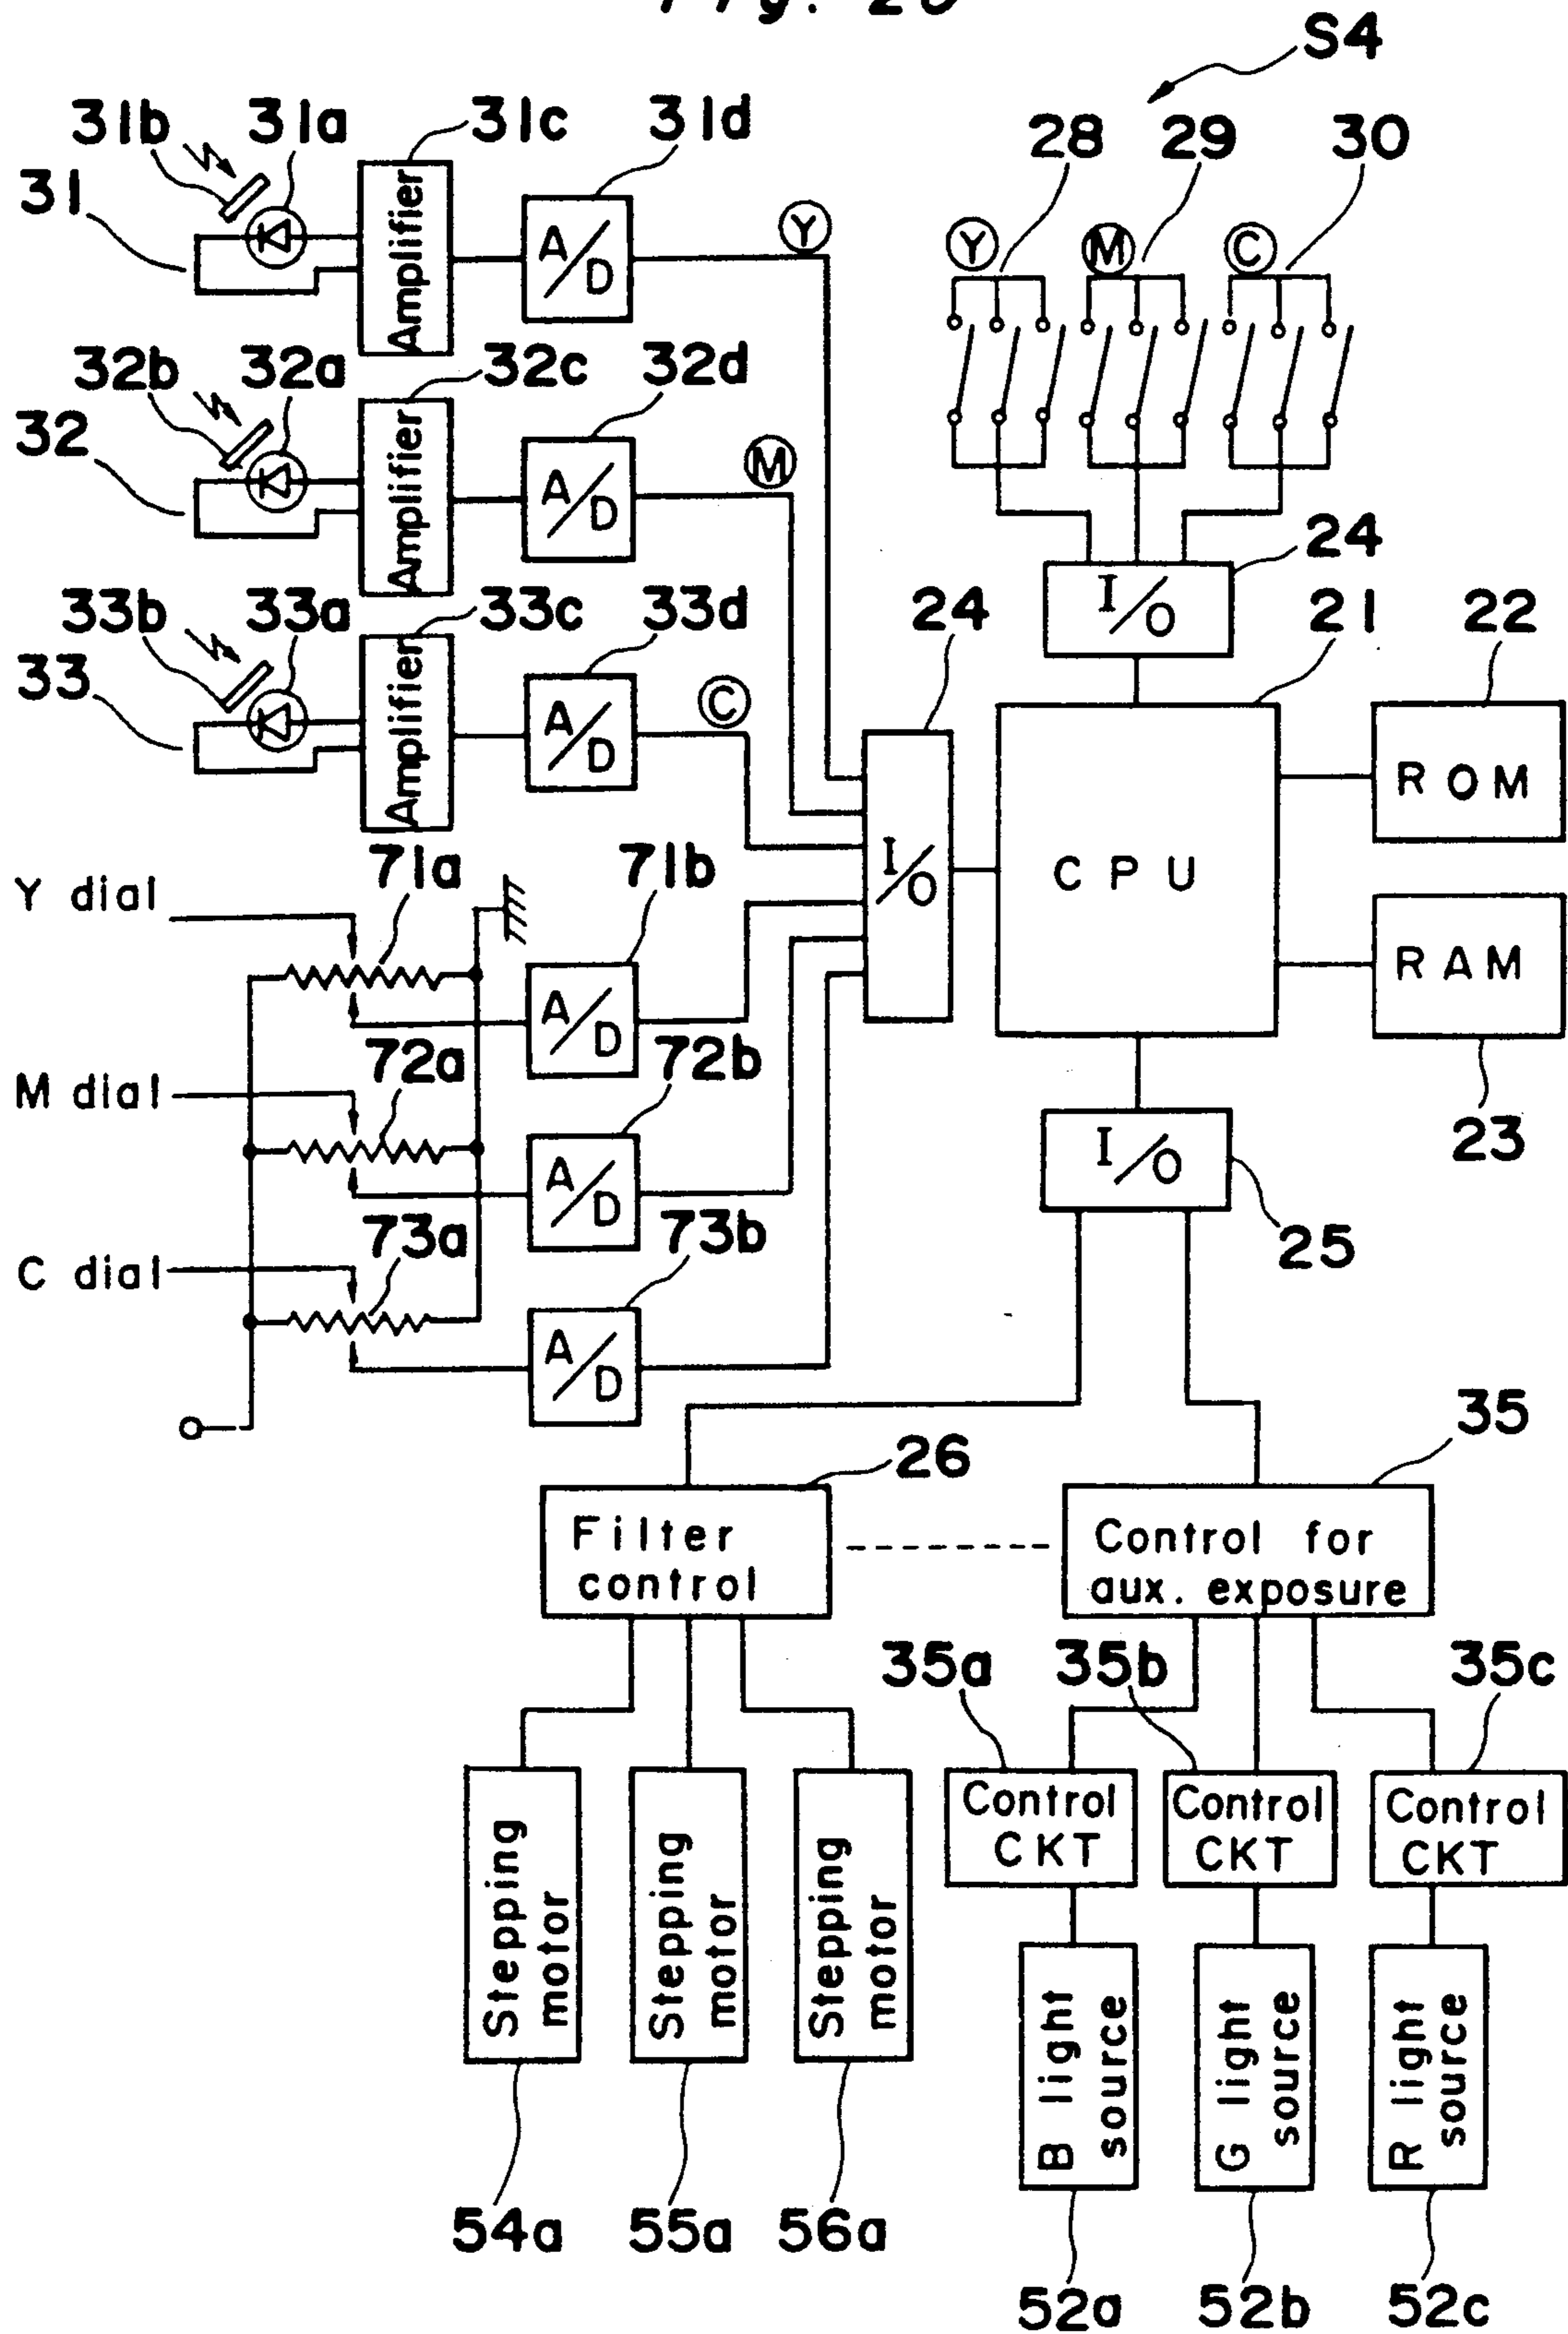 S4
31b 31a 31c 31d
28 29 30
31
Amplifier
A/D
Y
Y M C
32b 32a 32c 32d
32
Amplifier
A/D
M
24
I/O
33b 33a 33c 33d
33
Amplifier
A/D
C
24
21
22
I/O
CPU
ROM
RAM
23
Y dial
71a
71b
A/D
M dial
72a
72b
A/D
I/O
25
C dial
73a
73b
A/D
26
35
Filter
control
Control for
aux. exposure
35a 35b 35c
Stepping
motor
Stepping
motor
Stepping
motor
Control
CKT
Control
CKT
Control
CKT
B light
source
G light
source
R light
source
54a 55a 56a
52a 52b 52c